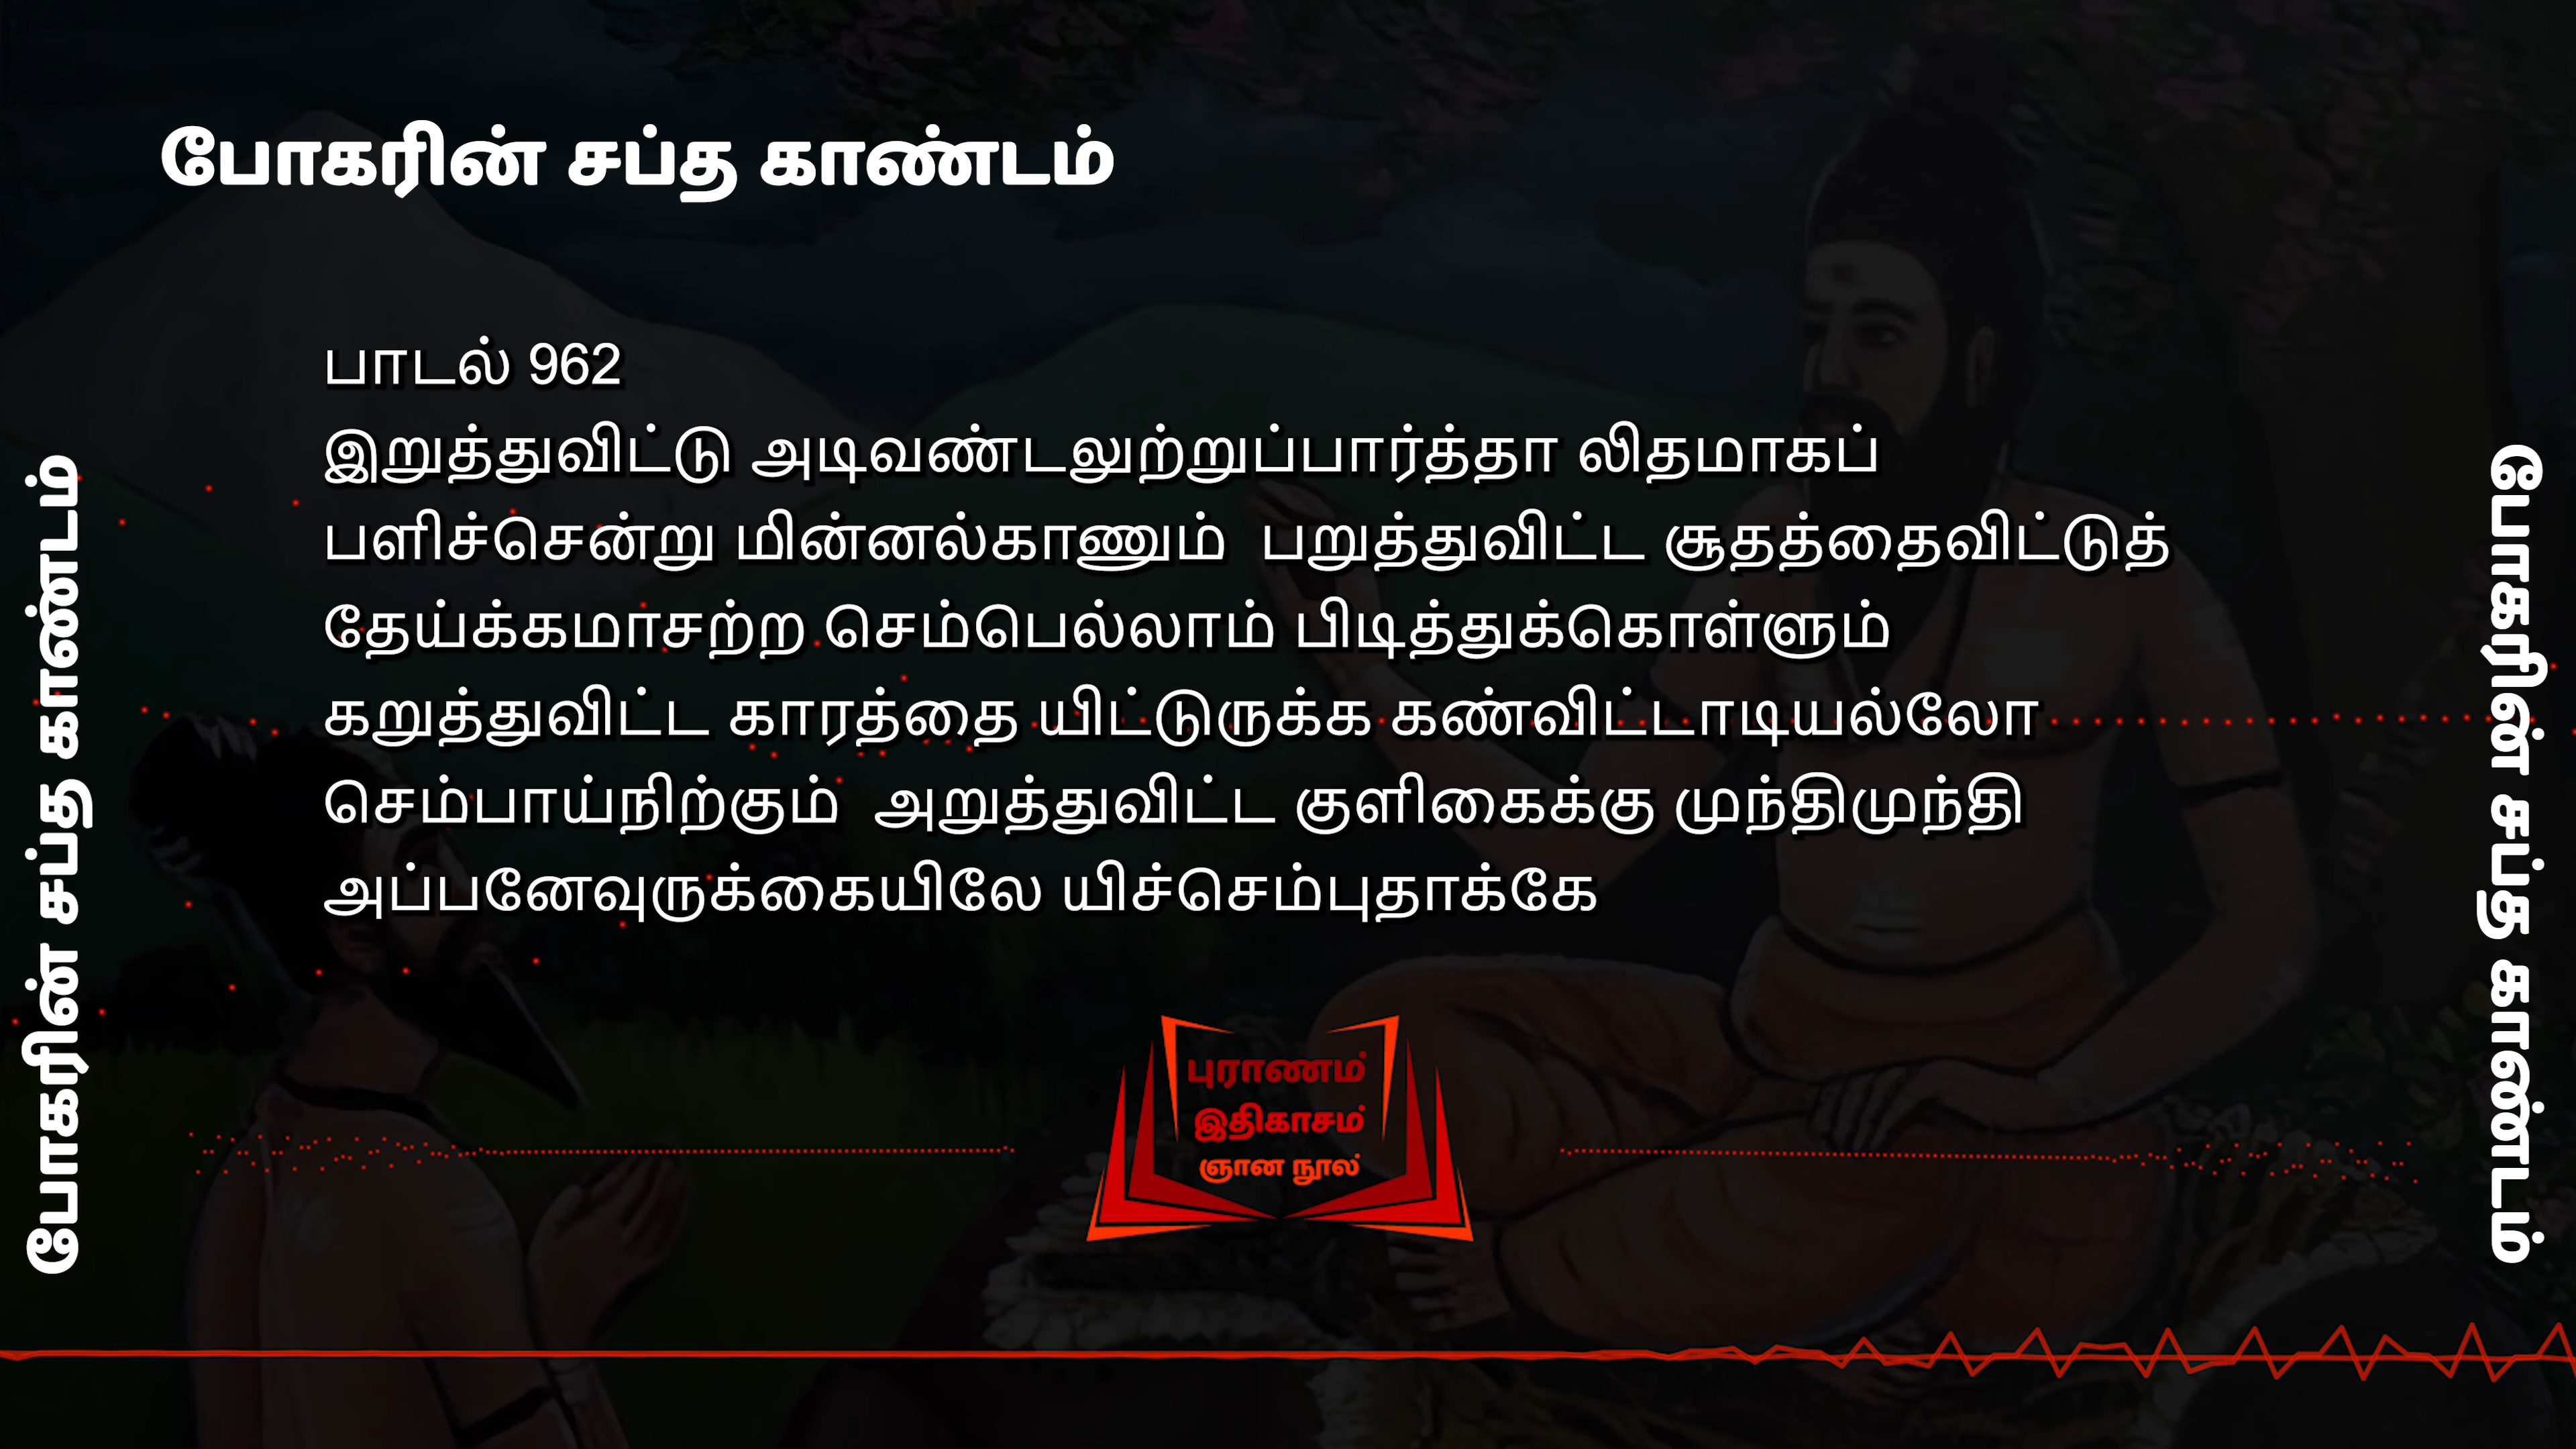 போகரின் சப்த காண்டம்
பாடல் 962
இறுத்துவிட்டு அடிவண்டலுற்றுப்பார்த்தா லிதமாகப்
பளிச்சென்று மின்னல்காணும் பறுத்துவிட்ட சூதத்தைவிட்டுத்
தேய்க்கமாசற்ற செம்பெல்லாம் பிடித்துக்கொள்ளும்
கறுத்துவிட்ட காரத்தை யிட்டுருக்க கண்விட்டாடியல்லோ
செம்பாய்நிற்கும் அறுத்துவிட்ட குளிகைக்கு முந்திமுந்தி
அப்பனேவுருக்கையிலே யிச்செம்புதாக்கே
போகரின் சப்த காண்டம்
போகரின் சப்த காண்டம்
புராணம்
இதிகாசம்
ஞான நூல்